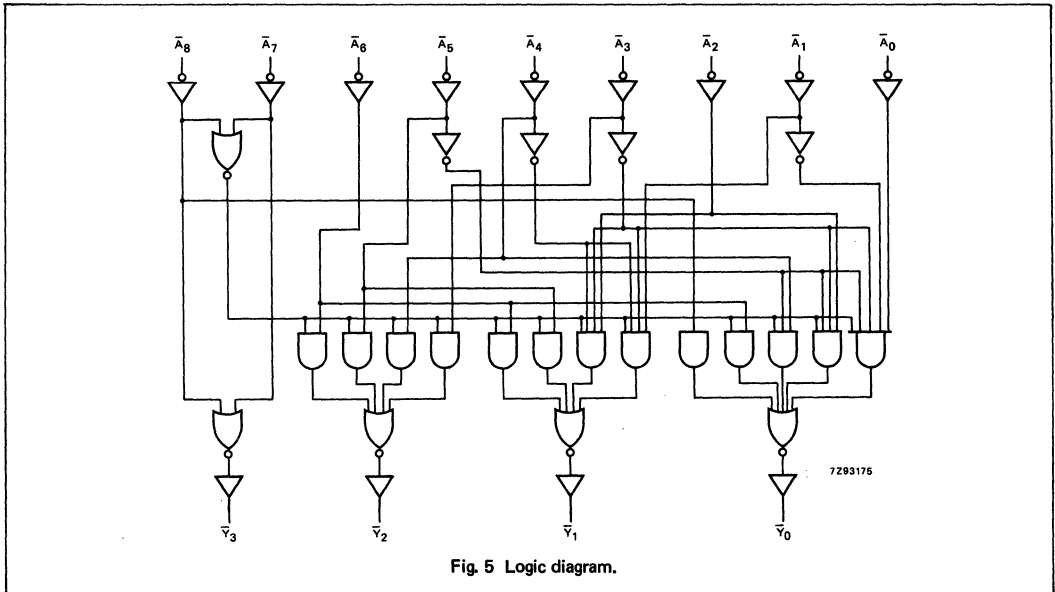 A̅8 A̅7 A̅6 A̅5 A̅4 A̅3 A̅2 A̅1 A̅0
7Z93175
Y̅3 Y̅2 Y̅1 Y̅0
Fig. 5 Logic diagram.